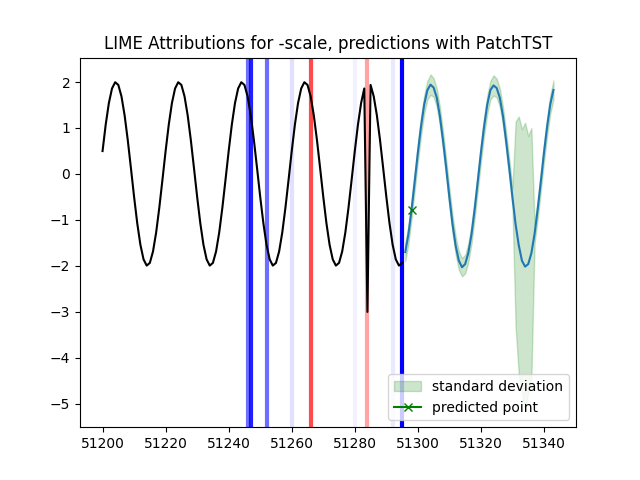 LIME Attributions for -scale, predictions with PatchTST
2
1
0
−1
−2
−3
−4
−5
standard deviation
predicted point
51200 51220 51240 51260 51280 51300 51320 51340